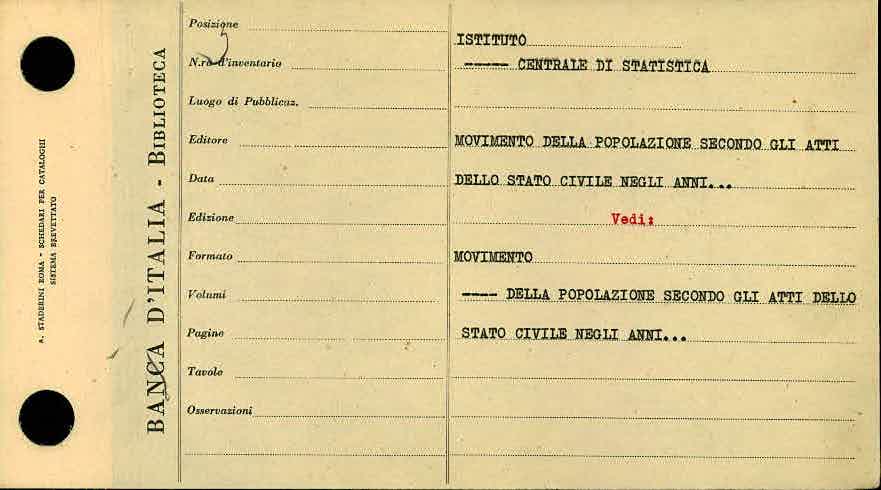 A. STADERINI ROMA - SCHEDARI PER CATALOGHI
SISTEMA BREVETTATO
BANCA D'ITALIA - BIBLIOTECA
Posizione
N.ro d'inventario
Luogo di Pubblicaz.
Editore
Data
Edizione
Formato
Volumi
Pagine
Tavole
Osservazioni
ISTITUTO
----- CENTRALE DI STATISTICA
MOVIMENTO DELLA POPOLAZIONE SECONDO GLI ATTI
DELLO STATO CIVILE NEGLI ANNI...
Vedi:
MOVIMENTO
---- DELLA POPOLAZIONE SECONDO GLI ATTI DELLO
STATO CIVILE NEGLI ANNI...